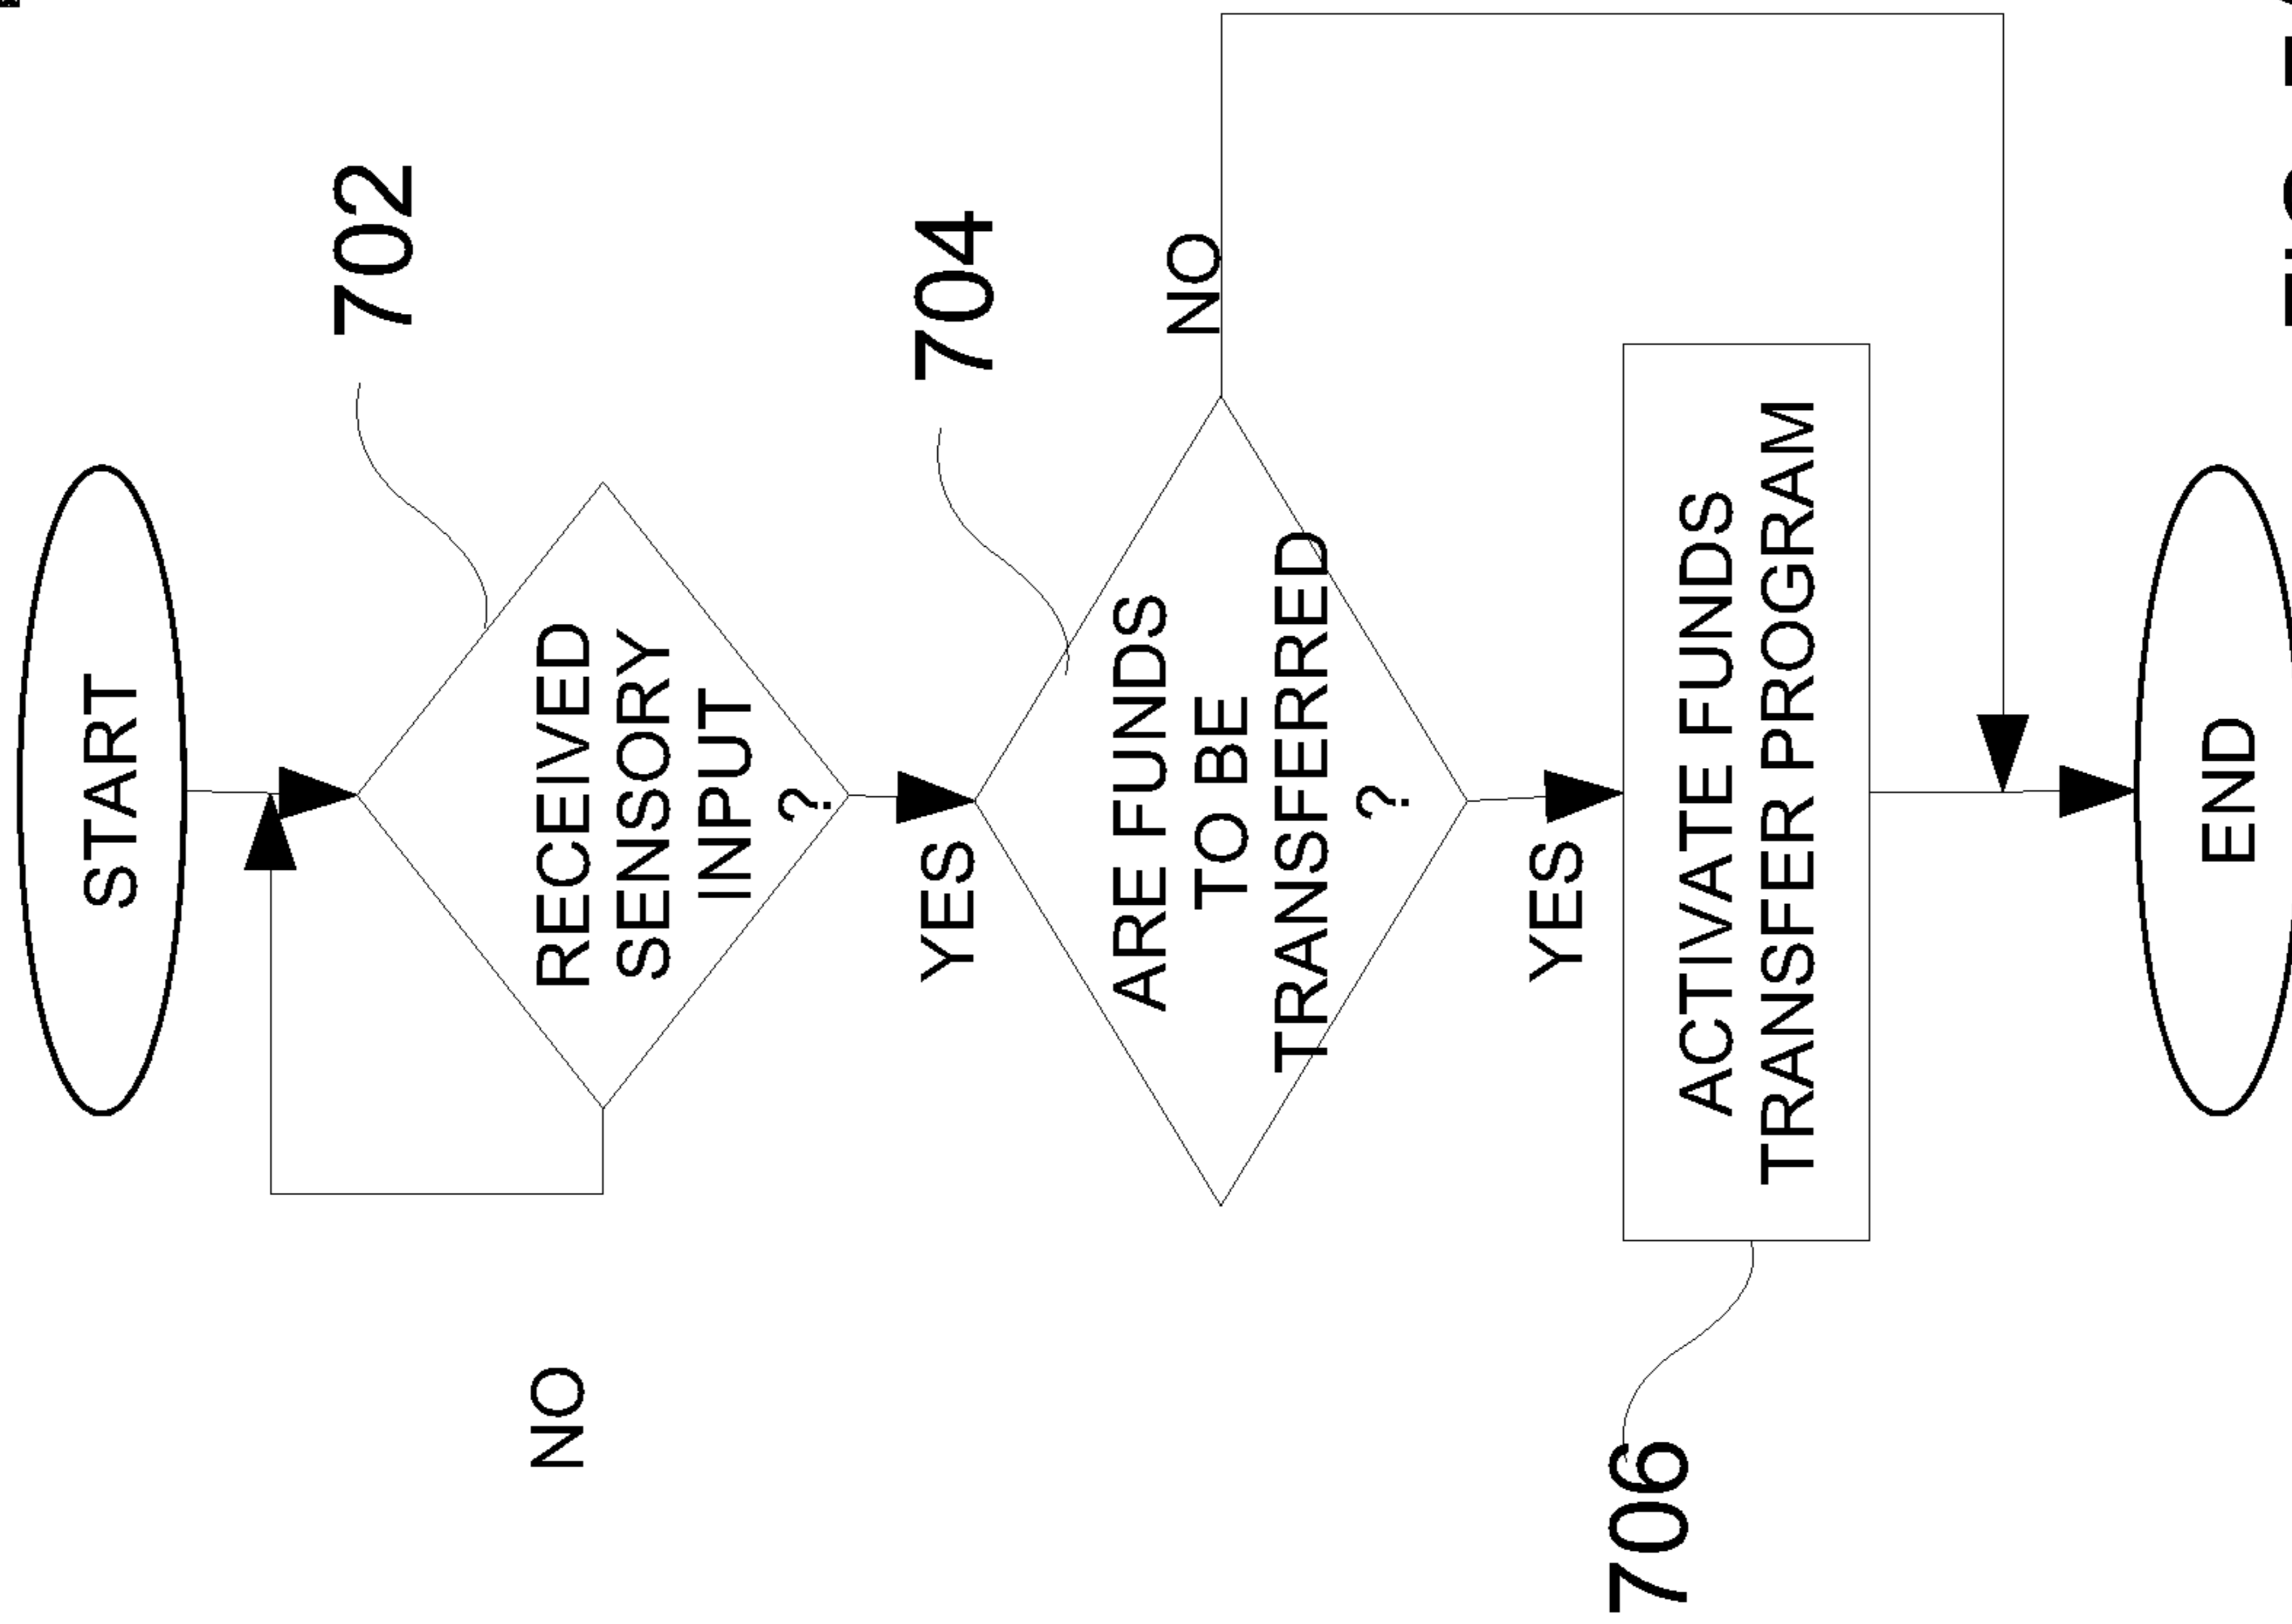 START
702
RECEIVED
SENSORY
INPUT
?
NO
YES
704
ARE FUNDS
TO BE
TRANSFERRED
?
NO
YES
ACTIVATE FUNDS
TRANSFER PROGRAM
706
END